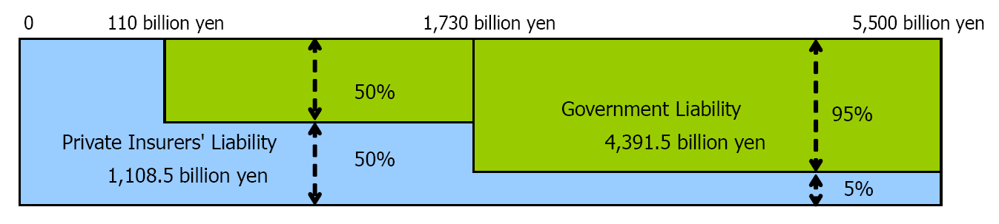 0 110 billion yen 1,730 billion yen 5,500 billion yen
50%
Government Liability
95%
4,391.5 billion yen
Private Insurers' Liability
50%
1,108.5 billion yen
5%